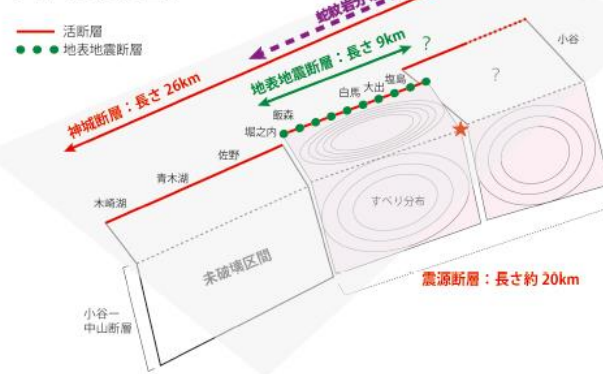 活断層
地表地震断層
蛇紋岩分
神城断層：長さ 26km
地表地震断層：長さ 9km
?
小谷
?
塩島
大出
白馬
飯森
堀之内
佐野
青木湖
木崎湖
すべり分布
未破壊区間
震源断層：長さ約 20km
小谷ー
中山断層